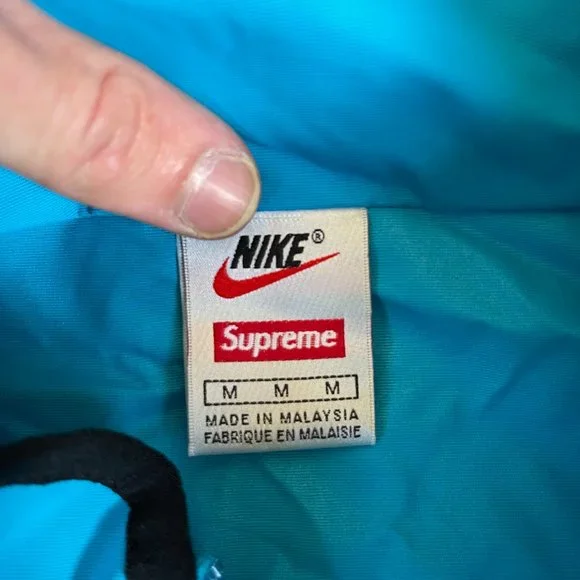 NIKE®
Supreme
M M M
MADE IN MALAYSIA
FABRIQUE EN MALAISIE